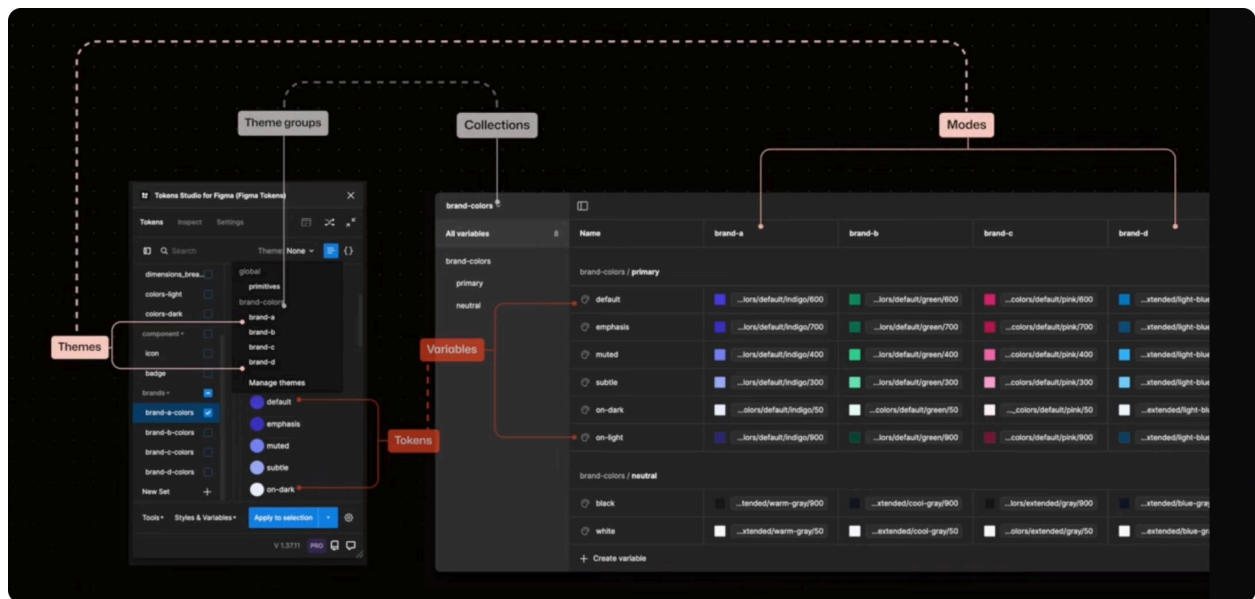 Theme groups
Collections
Modes
Themes
Variables
Tokens
Tokens Studio for Figma (Figma Tokens)
Tokens Inspect Settings
Search
Theme: None
dimensions_brea...
colors-light
colors-dark
component
icon
badge
brands
brand-a-colors
brand-b-colors
brand-c-colors
brand-d-colors
New Set
global
primitives
brand-colors
brand-a
brand-b
brand-c
brand-d
Manage themes
default
emphasis
muted
subtle
on-dark
Tools Styles & Variables Apply to selection
V 1.37.11 PRO
brand-colors
All variables 8
brand-colors
primary
neutral
Name brand-a brand-b brand-c brand-d
brand-colors / primary
default ...lors/default/indigo/600 ...lors/default/green/600 ...colors/default/pink/600 ...xtended/light-blue
emphasis ...lors/default/indigo/700 ...lors/default/green/700 ...colors/default/pink/700 ...xtended/light-blue
muted ...lors/default/indigo/400 ...lors/default/green/400 ...colors/default/pink/400 ...xtended/light-blue
subtle ...lors/default/indigo/300 ...lors/default/green/300 ...colors/default/pink/300 ...xtended/light-blue
on-dark ...olors/default/indigo/50 ...colors/default/green/50 ..._colors/default/pink/50 ...extended/light-blu
on-light ...lors/default/indigo/900 ...lors/default/green/900 ...colors/default/pink/900 ...xtended/light-blue
brand-colors / neutral
black ...tended/warm-gray/900 ...xtended/cool-gray/900 ...lors/extended/gray/900 ...xtended/blue-gray
white ...xtended/warm-gray/50 ...extended/cool-gray/50 ...olors/extended/gray/50 ...extended/blue-gr
Create variable